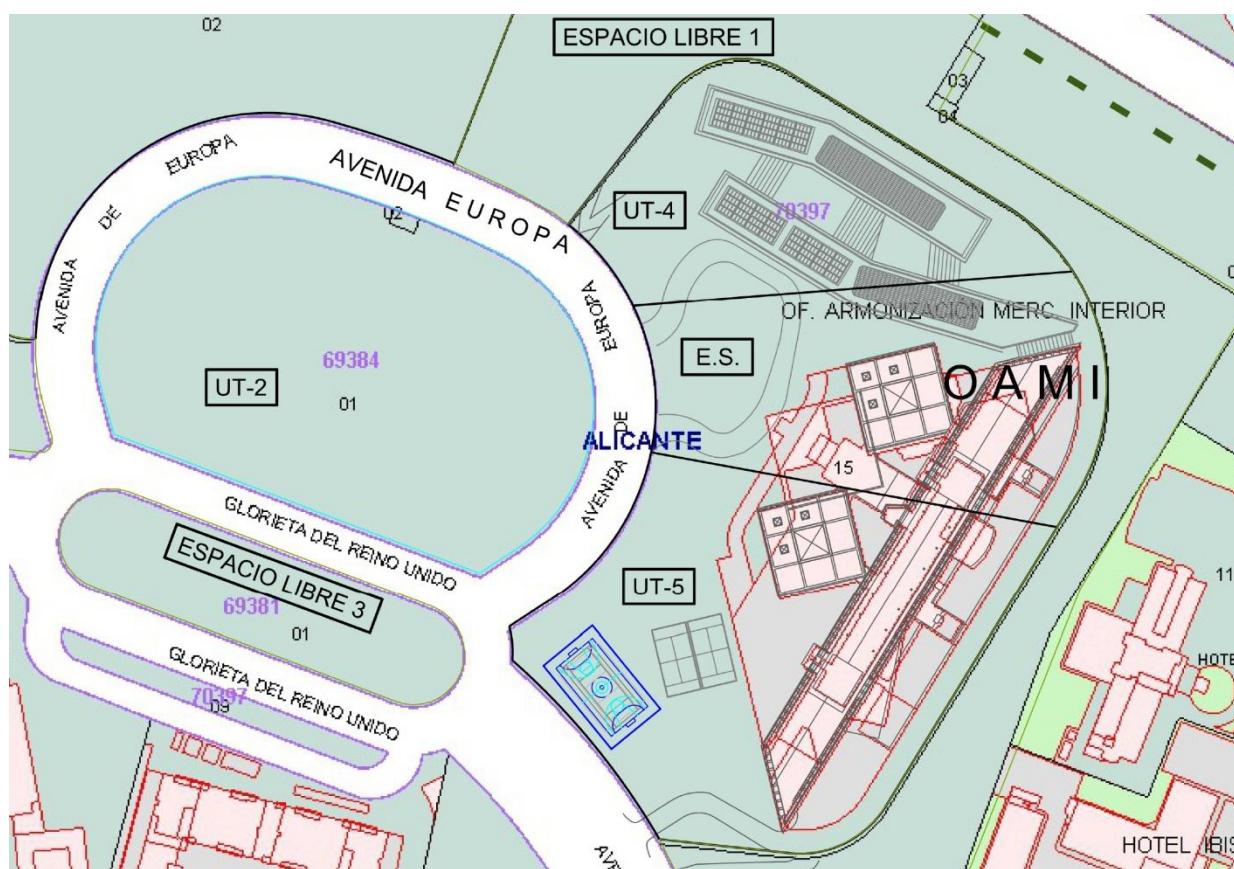 02
ESPACIO LIBRE 1
03
04
EUROPA
AVENIDA EUROPA
DE
02
UT-4
70397
AVENIDA
EUROPA
OF. ARMONIZACIÓN MERC. INTERIOR
69384
UT-2
01
E.S.
OAMI
DE
ALICANTE
15
AVENIDA
GLORIETA DEL REINO UNIDO
ESPACIO LIBRE 3
69381
01
UT-5
11
GLORIETA DEL REINO UNIDO
70397
09
HOTE
HOTEL IBIS
AVE